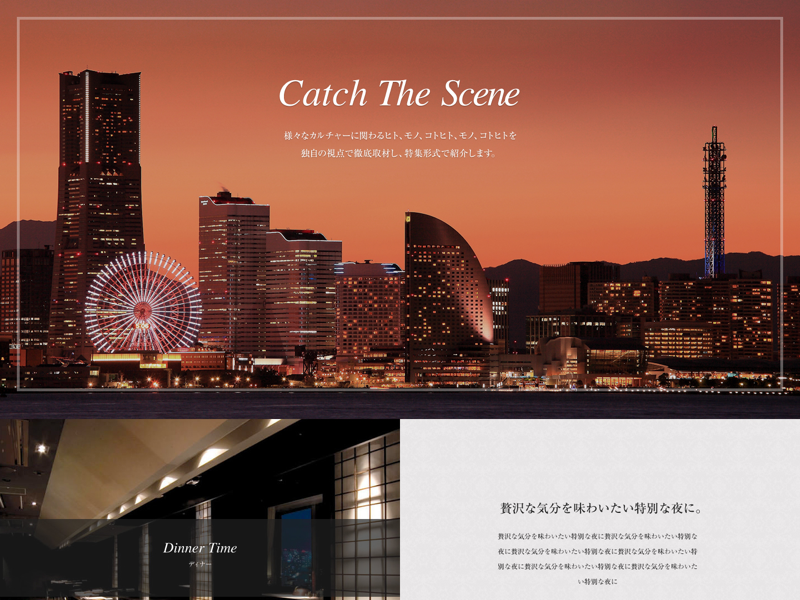 Catch The Scene
様々なカルチャーに関わるヒト、モノ、コトヒト、モノ、コトヒトを
独自の視点で徹底取材し、特集形式で紹介します。
Dinner Time
ディナー
贅沢な気分を味わいたい特別な夜に。
贅沢な気分を味わいたい特別な夜に贅沢な気分を味わいたい特別な
夜に贅沢な気分を味わいたい特別な夜に贅沢な気分を味わいたい特
別な夜に贅沢な気分を味わいたい特別な夜に贅沢な気分を味わいた
い特別な夜に